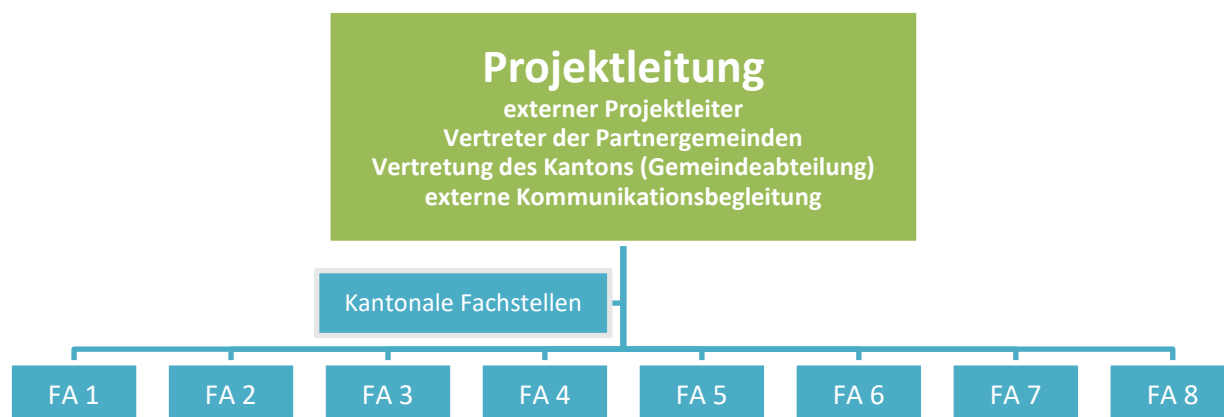 Projektleitung
externer Projektleiter
Vertreter der Partnergemeinden
Vertretung des Kantons (Gemeindeabteilung)
externe Kommunikationsbegleitung
Kantonale Fachstellen
FA 1
FA 2
FA 3
FA 4
FA 5
FA 6
FA 7
FA 8